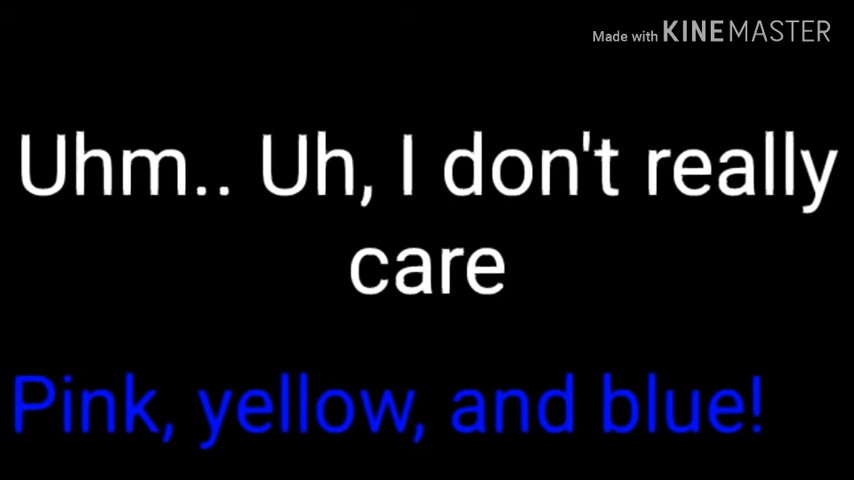 Made with KINEMASTER
Uhm.. Uh, I don't really
care
Pink, yellow, and blue!